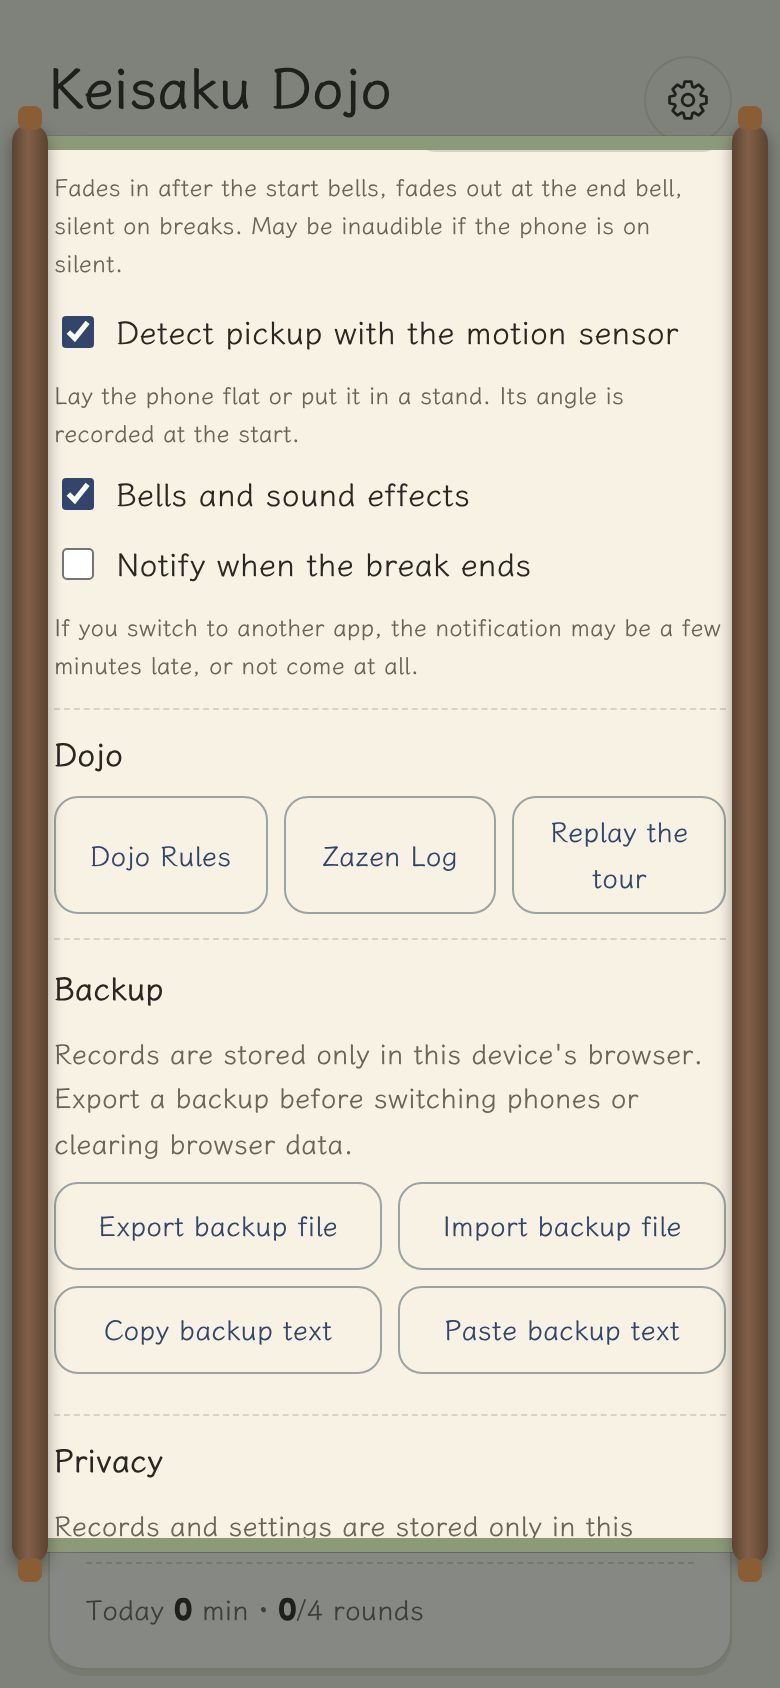 Keisaku Dojo
Fades in after the start bells, fades out at the end bell,
silent on breaks. May be inaudible if the phone is on
silent.
Detect pickup with the motion sensor
Lay the phone flat or put it in a stand. Its angle is
recorded at the start.
Bells and sound effects
Notify when the break ends
If you switch to another app, the notification may be a few
minutes late, or not come at all.
Dojo
Dojo Rules
Zazen Log
Replay the
tour
Backup
Records are stored only in this device's browser.
Export a backup before switching phones or
clearing browser data.
Export backup file
Import backup file
Copy backup text
Paste backup text
Privacy
Records and settings are stored only in this
Today 0 min · 0/4 rounds